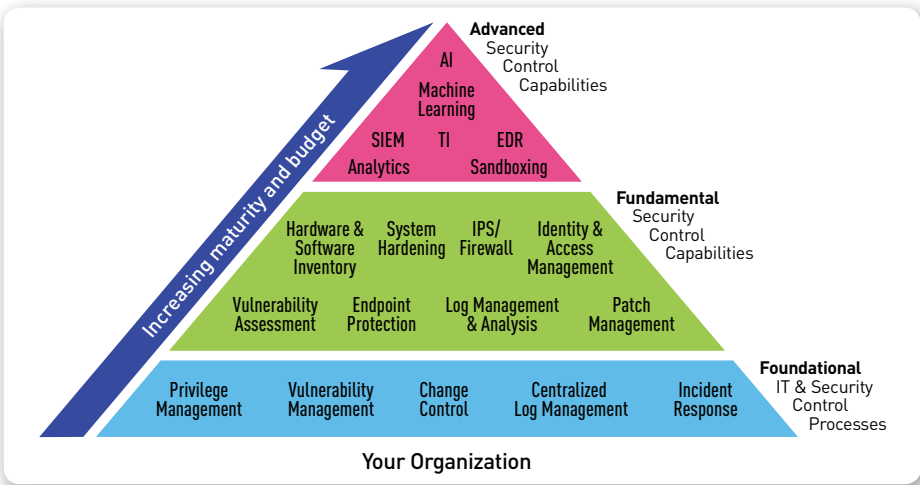 Advanced
Security
Control
Capabilities
AI
Machine
Learning
SIEM TI EDR
Analytics Sandboxing
Increasing maturity and budget
Fundamental
Security
Control
Capabilities
Hardware &
Software
Inventory
System
Hardening
IPS/
Firewall
Identity &
Access
Management
Vulnerability
Assessment
Endpoint
Protection
Log Management
& Analysis
Patch
Management
Foundational
IT & Security
Control
Processes
Privilege
Management
Vulnerability
Management
Change
Control
Centralized
Log Management
Incident
Response
Your Organization